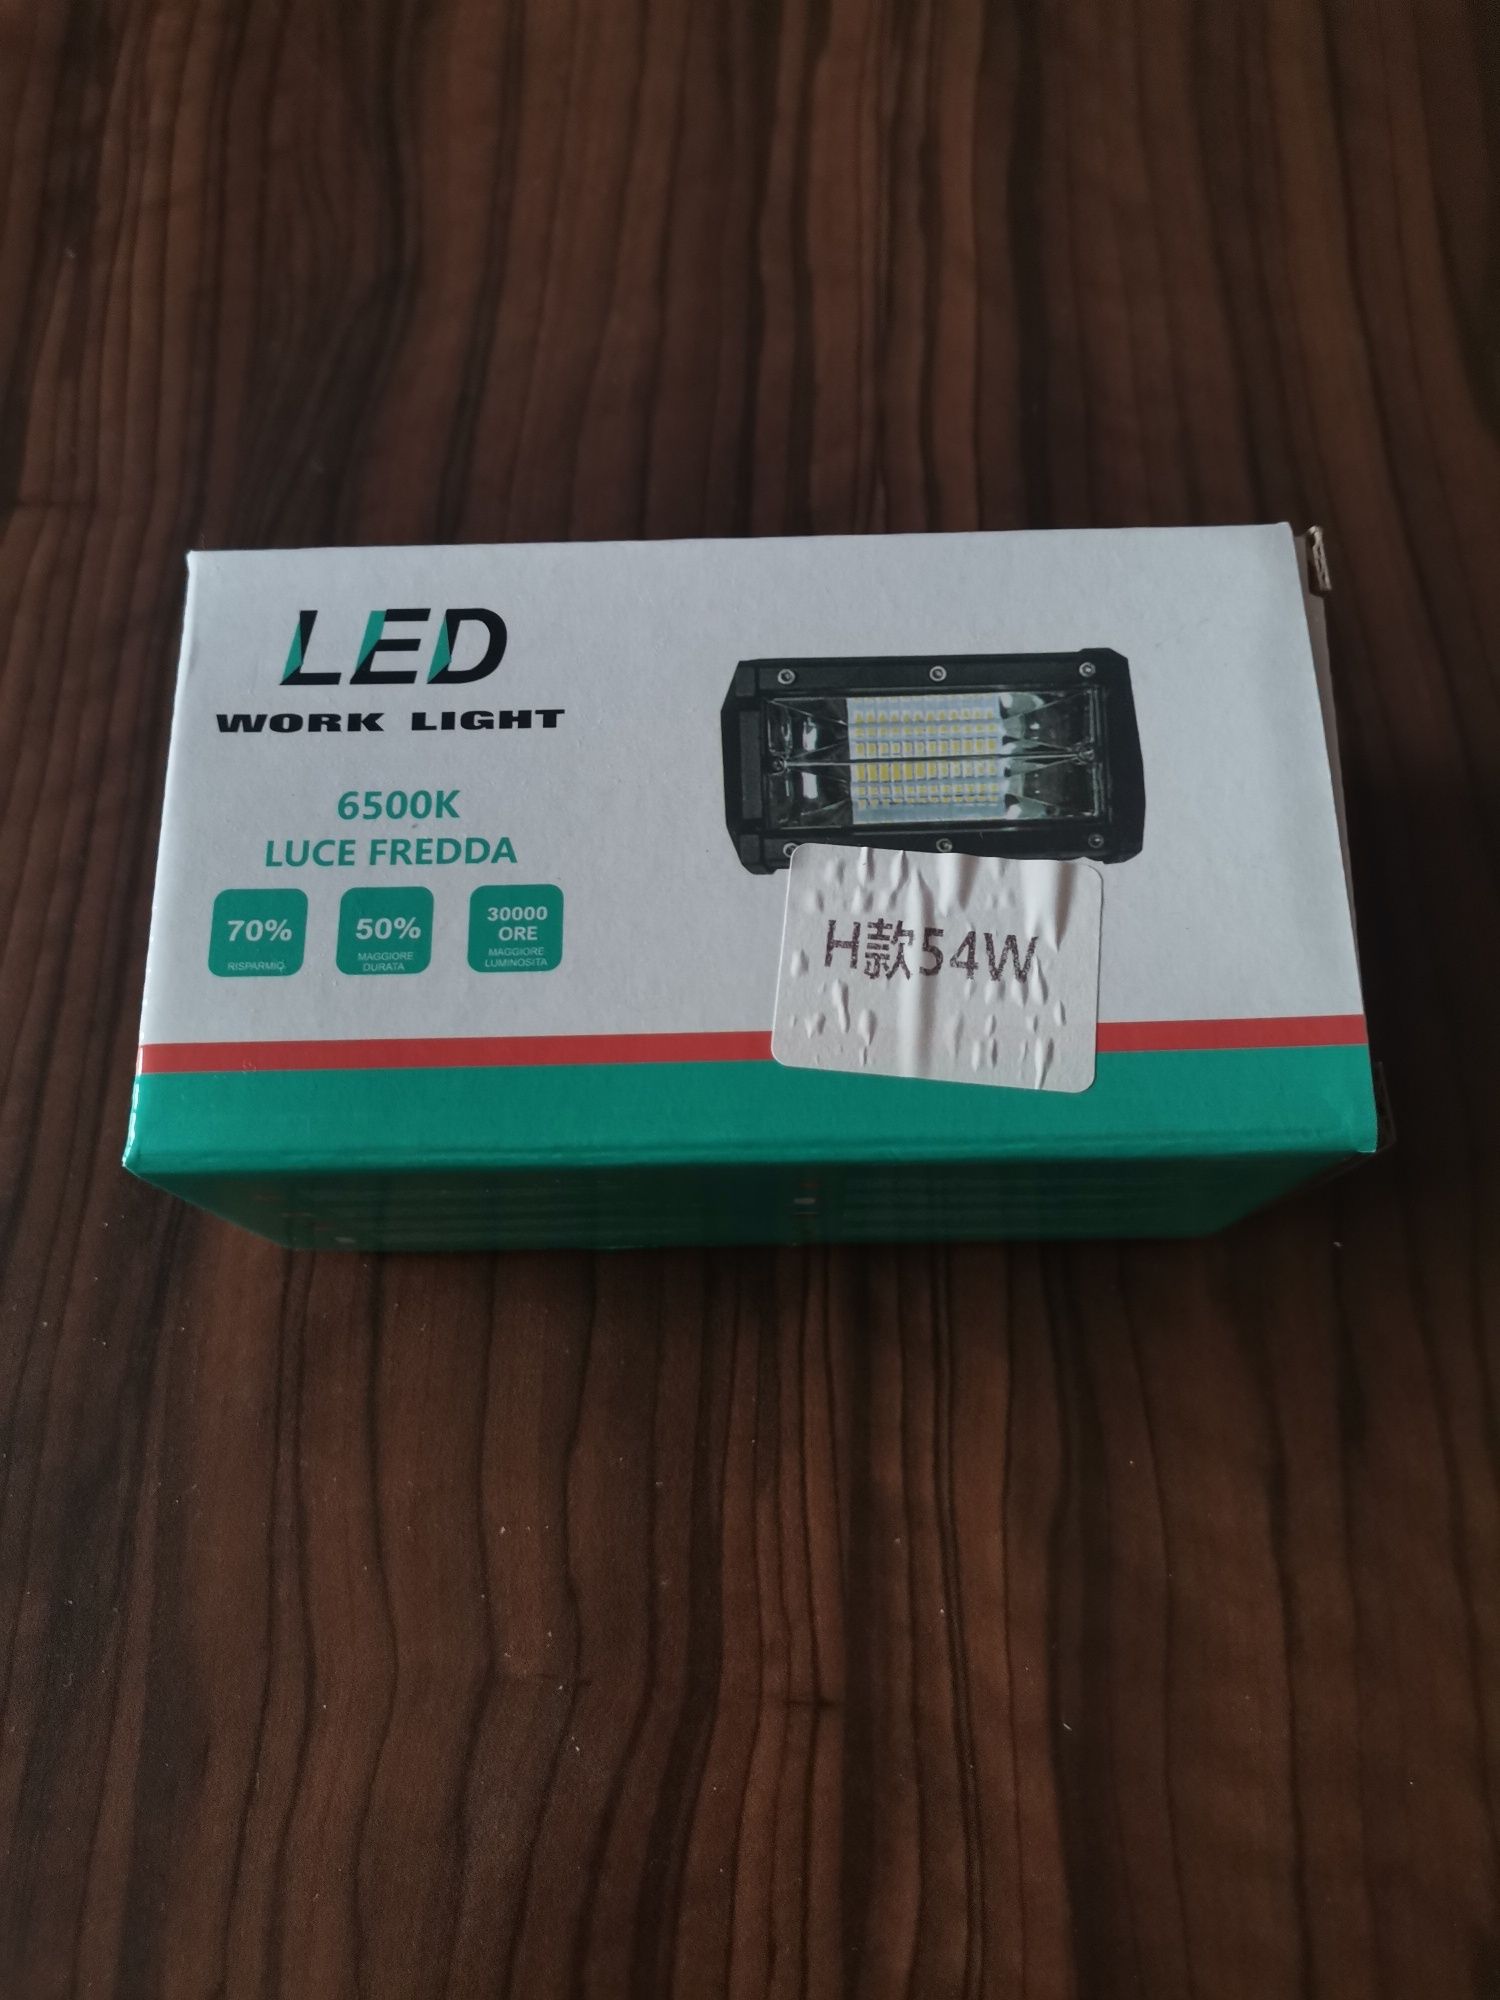 LED
WORK LIGHT
6500K
LUCE FREDDA
70%
RISPARMIO
50%
MAGGIORE
DURATA
30000
ORE
MAGGIORE
LUMINOSITA
H款54W